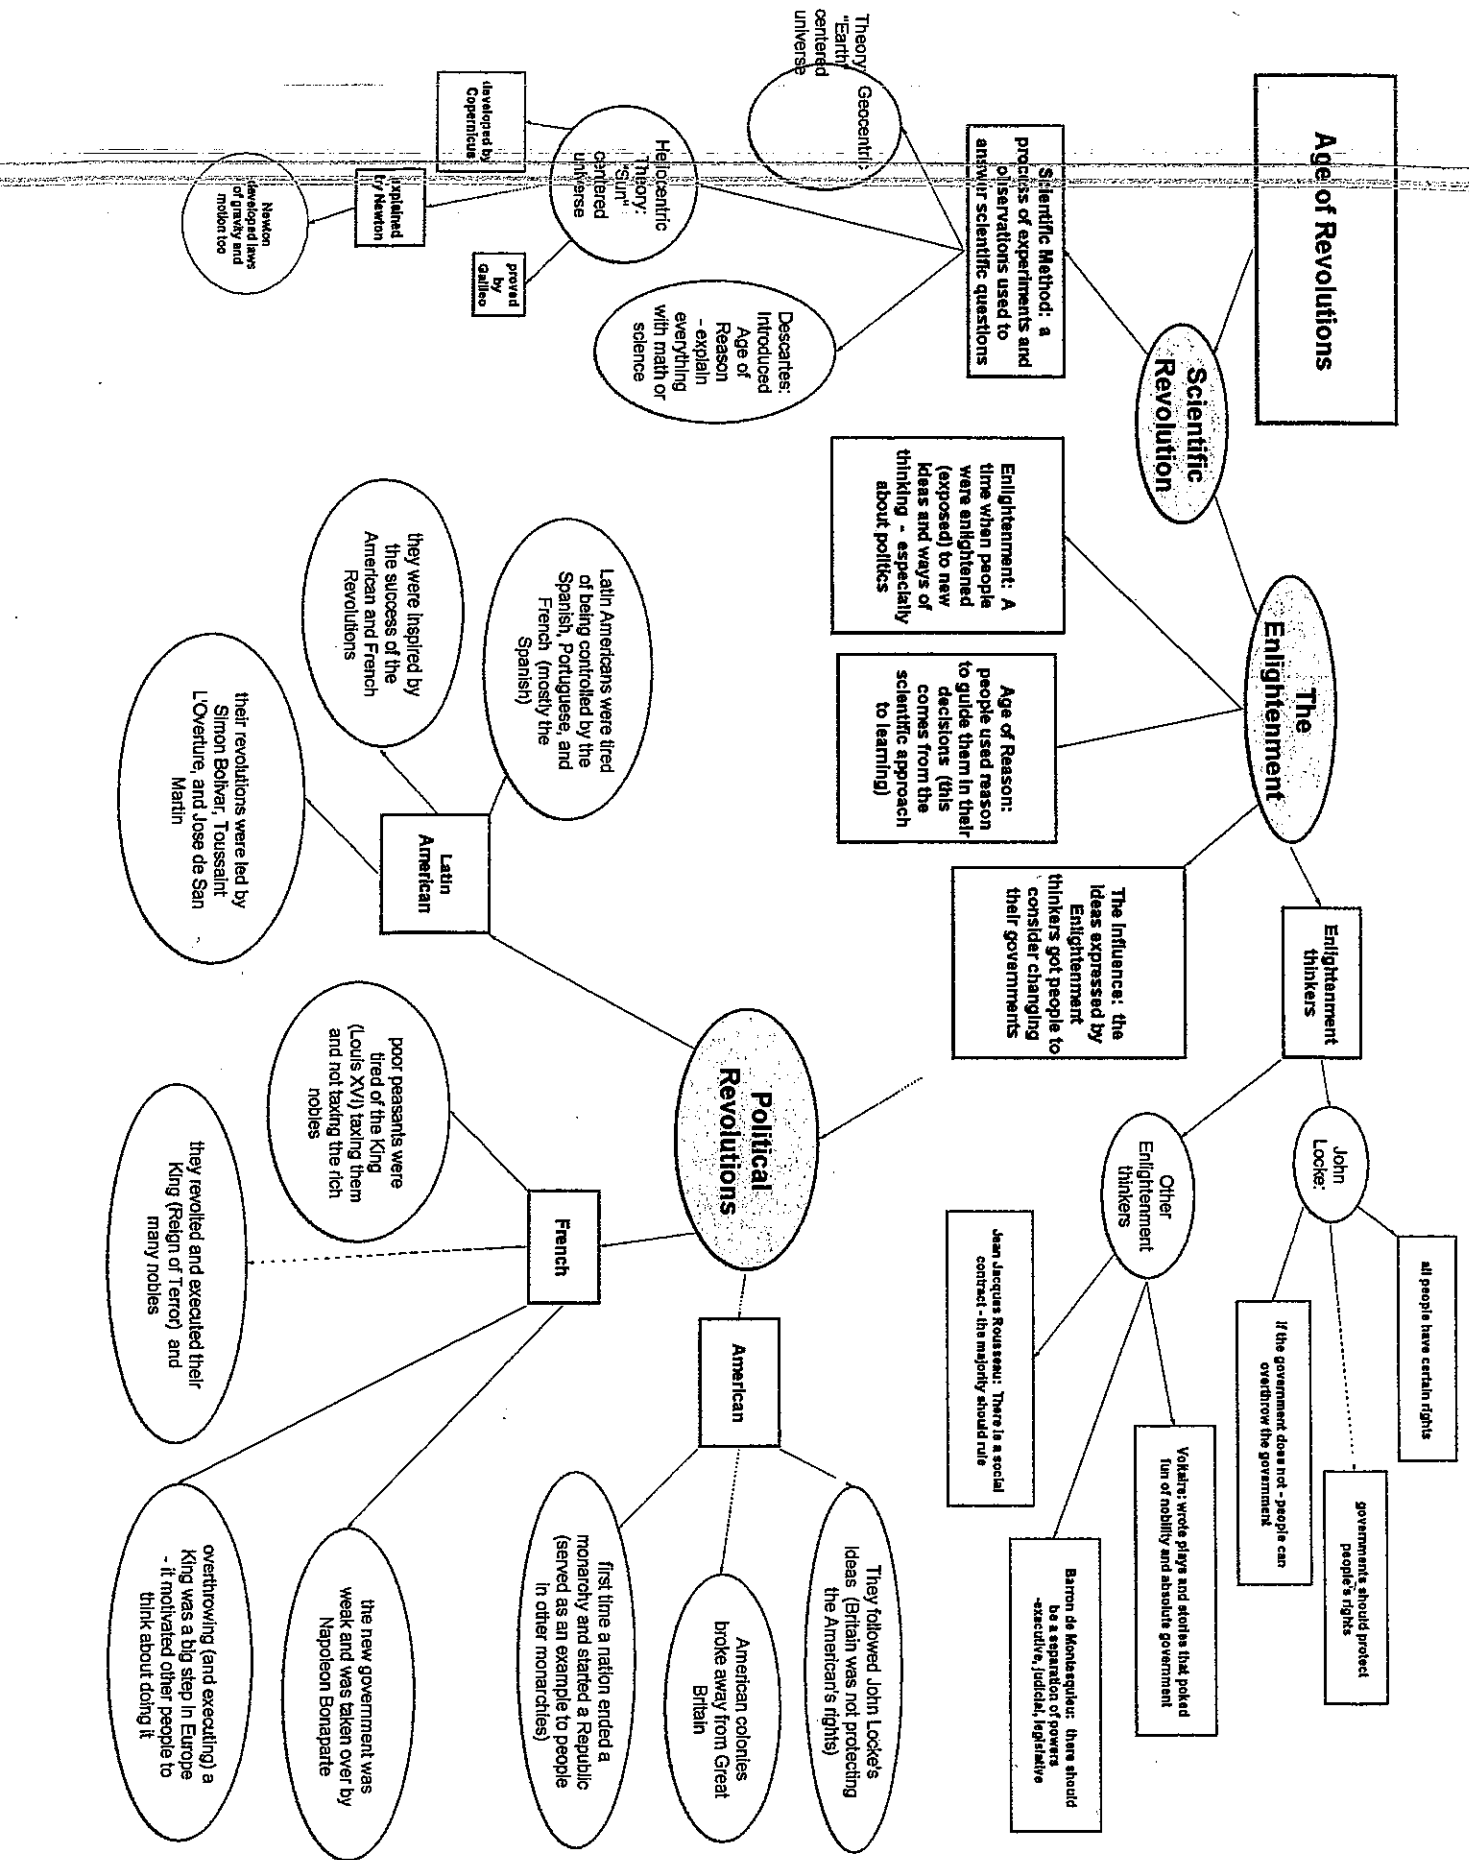 Age of Revolutions
Scientific
Revolution
Scientific Method: a
process of experiments and
observations used to
answer scientific questions
Geocentric:
Theory:
"Earth"
centered
universe
Heliocentric
Theory:
"Sun"
centered
universe
developed by
Copernicus
explained
by Newton
Newton
developed laws
of gravity and
motion too
proved
by
Galileo
Descartes:
Introduced
Age of
Reason
- explain
everything
with math or
science
The
Enlightenment
Enlightenment: A
time when people
were enlightened
(exposed) to new
ideas and ways of
thinking - especially
about politics
Age of Reason:
people used reason
to guide them in their
decisions (this
comes from the
scientific approach
to learning)
The Influence: the
ideas expressed by
Enlightenment
thinkers got people to
consider changing
their governments
Enlightenment
thinkers
John
Locke:
all people have certain rights
governments should protect
people's rights
If the government does not - people can
overthrow the government
Other
Enlightenment
thinkers
Voltaire: wrote plays and stories that poked
fun of nobility and absolute government
Barron de Montesquieu: there should
be a separation of powers
-executive, judicial, legislative
Jean Jacques Rousseau: There is a social
contract - the majority should rule
Political
Revolutions
Latin
American
Latin Americans were tired
of being controlled by the
Spanish, Portuguese, and
French (mostly the
Spanish)
they were inspired by
the success of the
American and French
Revolutions
their revolutions were led by
Simon Bolivar, Toussaint
L'Overture, and Jose de San
Martin
French
poor peasants were
tired of the King
(Louis XVI) taxing them
and not taxing the rich
nobles
they revolted and executed their
King (Reign of Terror) and
many nobles
overthrowing (and executing) a
King was a big step in Europe
- it motivated other people to
think about doing it
the new government was
weak and was taken over by
Napoleon Bonaparte
American
They followed John Locke's
Ideas (Britain was not protecting
the American's rights)
American colonies
broke away from Great
Britain
first time a nation ended a
monarchy and started a Republic
(served as an example to people
in other monarchies)